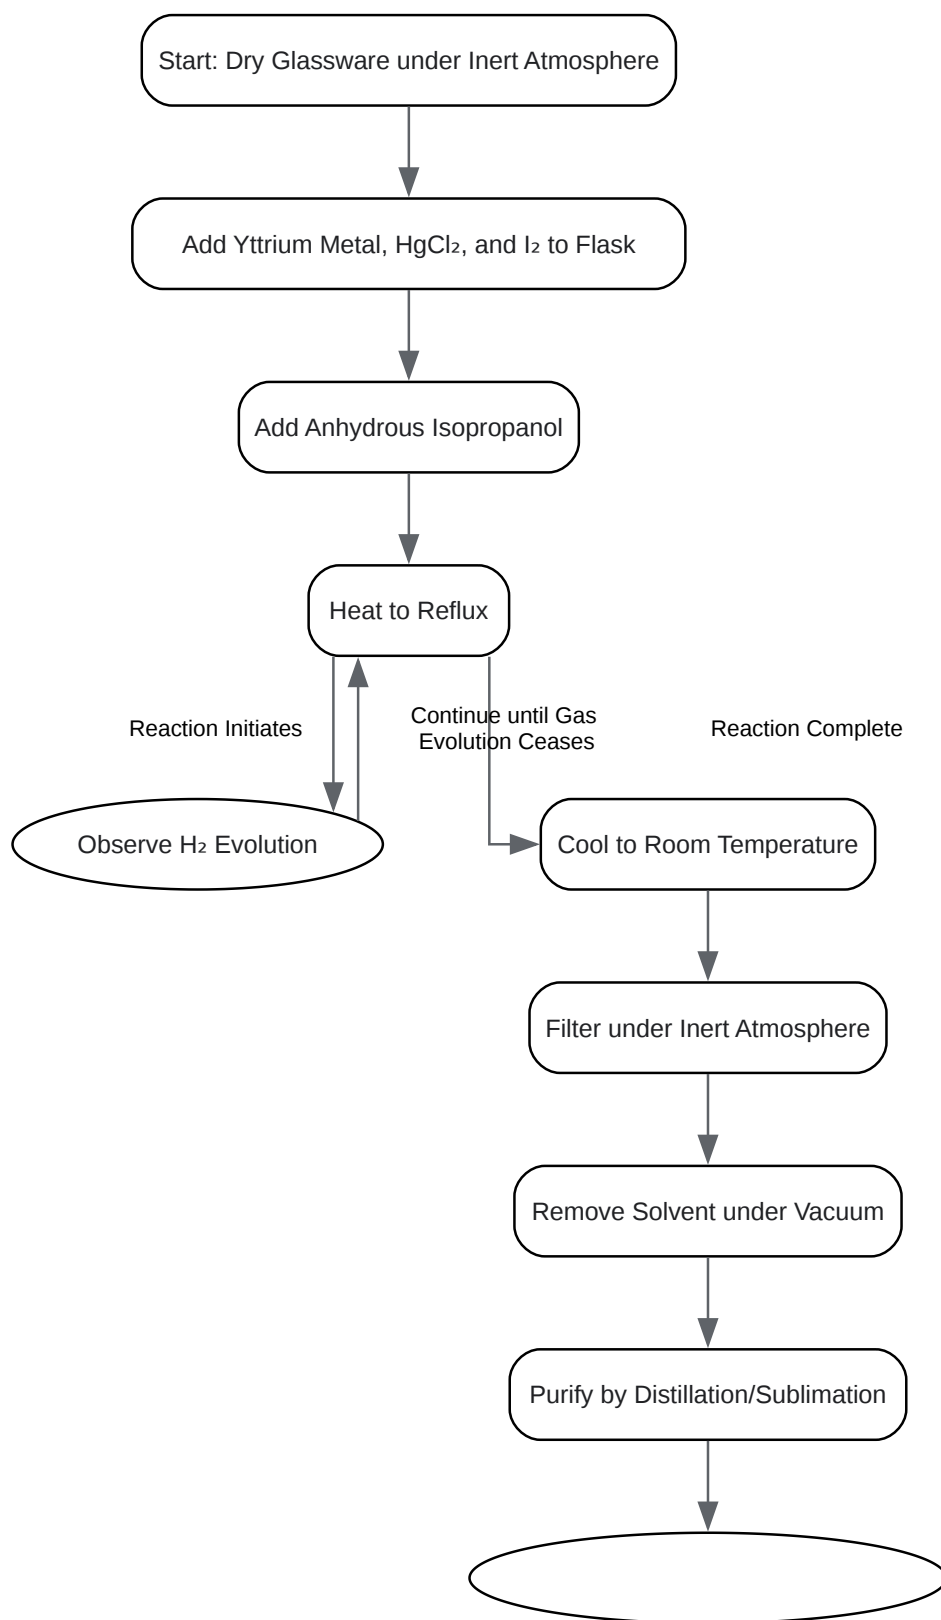 Start: Dry Glassware under Inert Atmosphere
Add Yttrium Metal, HgCl₂, and I₂ to Flask
Add Anhydrous Isopropanol
Heat to Reflux
Reaction Initiates
Continue until Gas
Evolution Ceases
Reaction Complete
Observe H₂ Evolution
Cool to Room Temperature
Filter under Inert Atmosphere
Remove Solvent under Vacuum
Purify by Distillation/Sublimation